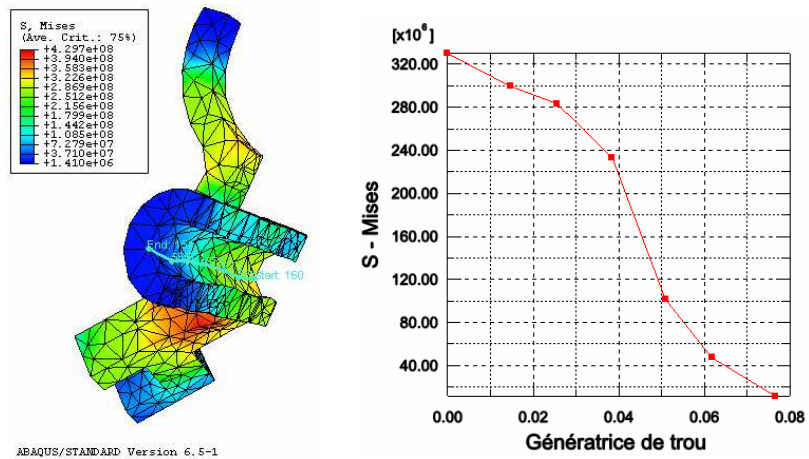 S, Mises
(Ave. Crit.: 75%)
+4.297e+08
+3.940e+08
+3.583e+08
+3.226e+08
+2.869e+08
+2.512e+08
+2.156e+08
+1.799e+08
+1.442e+08
+1.085e+08
+7.279e+07
+3.710e+07
+1.410e+06
Start: 160
ABAQUS/STANDARD Version 6.5-1
[x10⁶]
320.00
280.00
240.00
200.00
160.00
120.00
80.00
40.00
S - Mises
0.00 0.02 0.04 0.06 0.08
Génératrice de trou